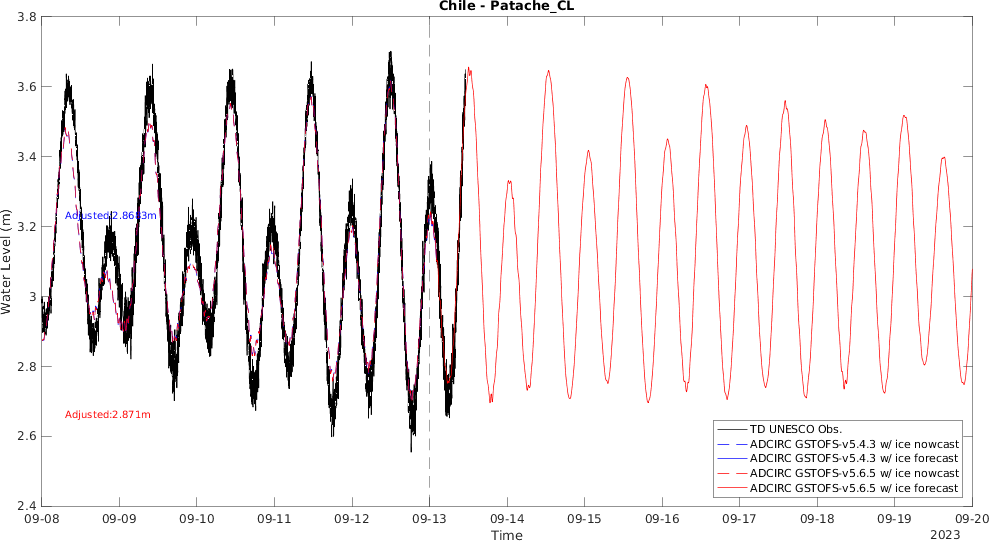 Chile - Patache_CL
3.8
3.6
3.4
3.2
3
2.8
2.6
2.4
Water Level (m)
Adjusted:2.8683m
Adjusted:2.871m
TD UNESCO Obs.
ADCIRC GSTOFS-v5.4.3 w/ ice nowcast
ADCIRC GSTOFS-v5.4.3 w/ ice forecast
ADCIRC GSTOFS-v5.6.5 w/ ice nowcast
ADCIRC GSTOFS-v5.6.5 w/ ice forecast
09-08 09-09 09-10 09-11 09-12 09-13 09-14 09-15 09-16 09-17 09-18 09-19 09-20
Time
2023